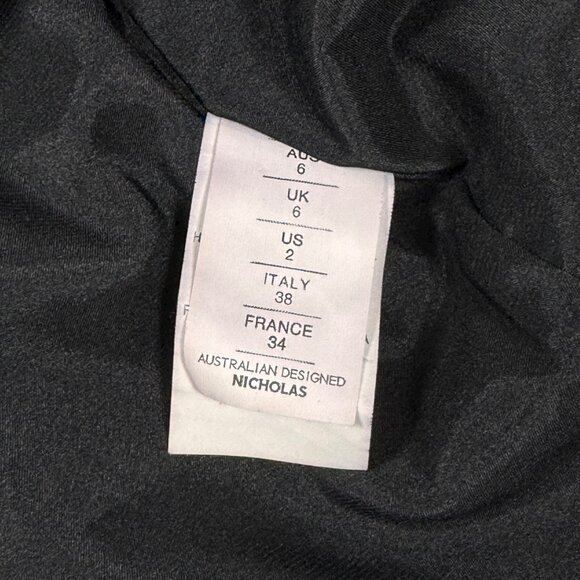 AUS
6
UK
6
US
2
ITALY
38
FRANCE
34
AUSTRALIAN DESIGNED
NICHOLAS